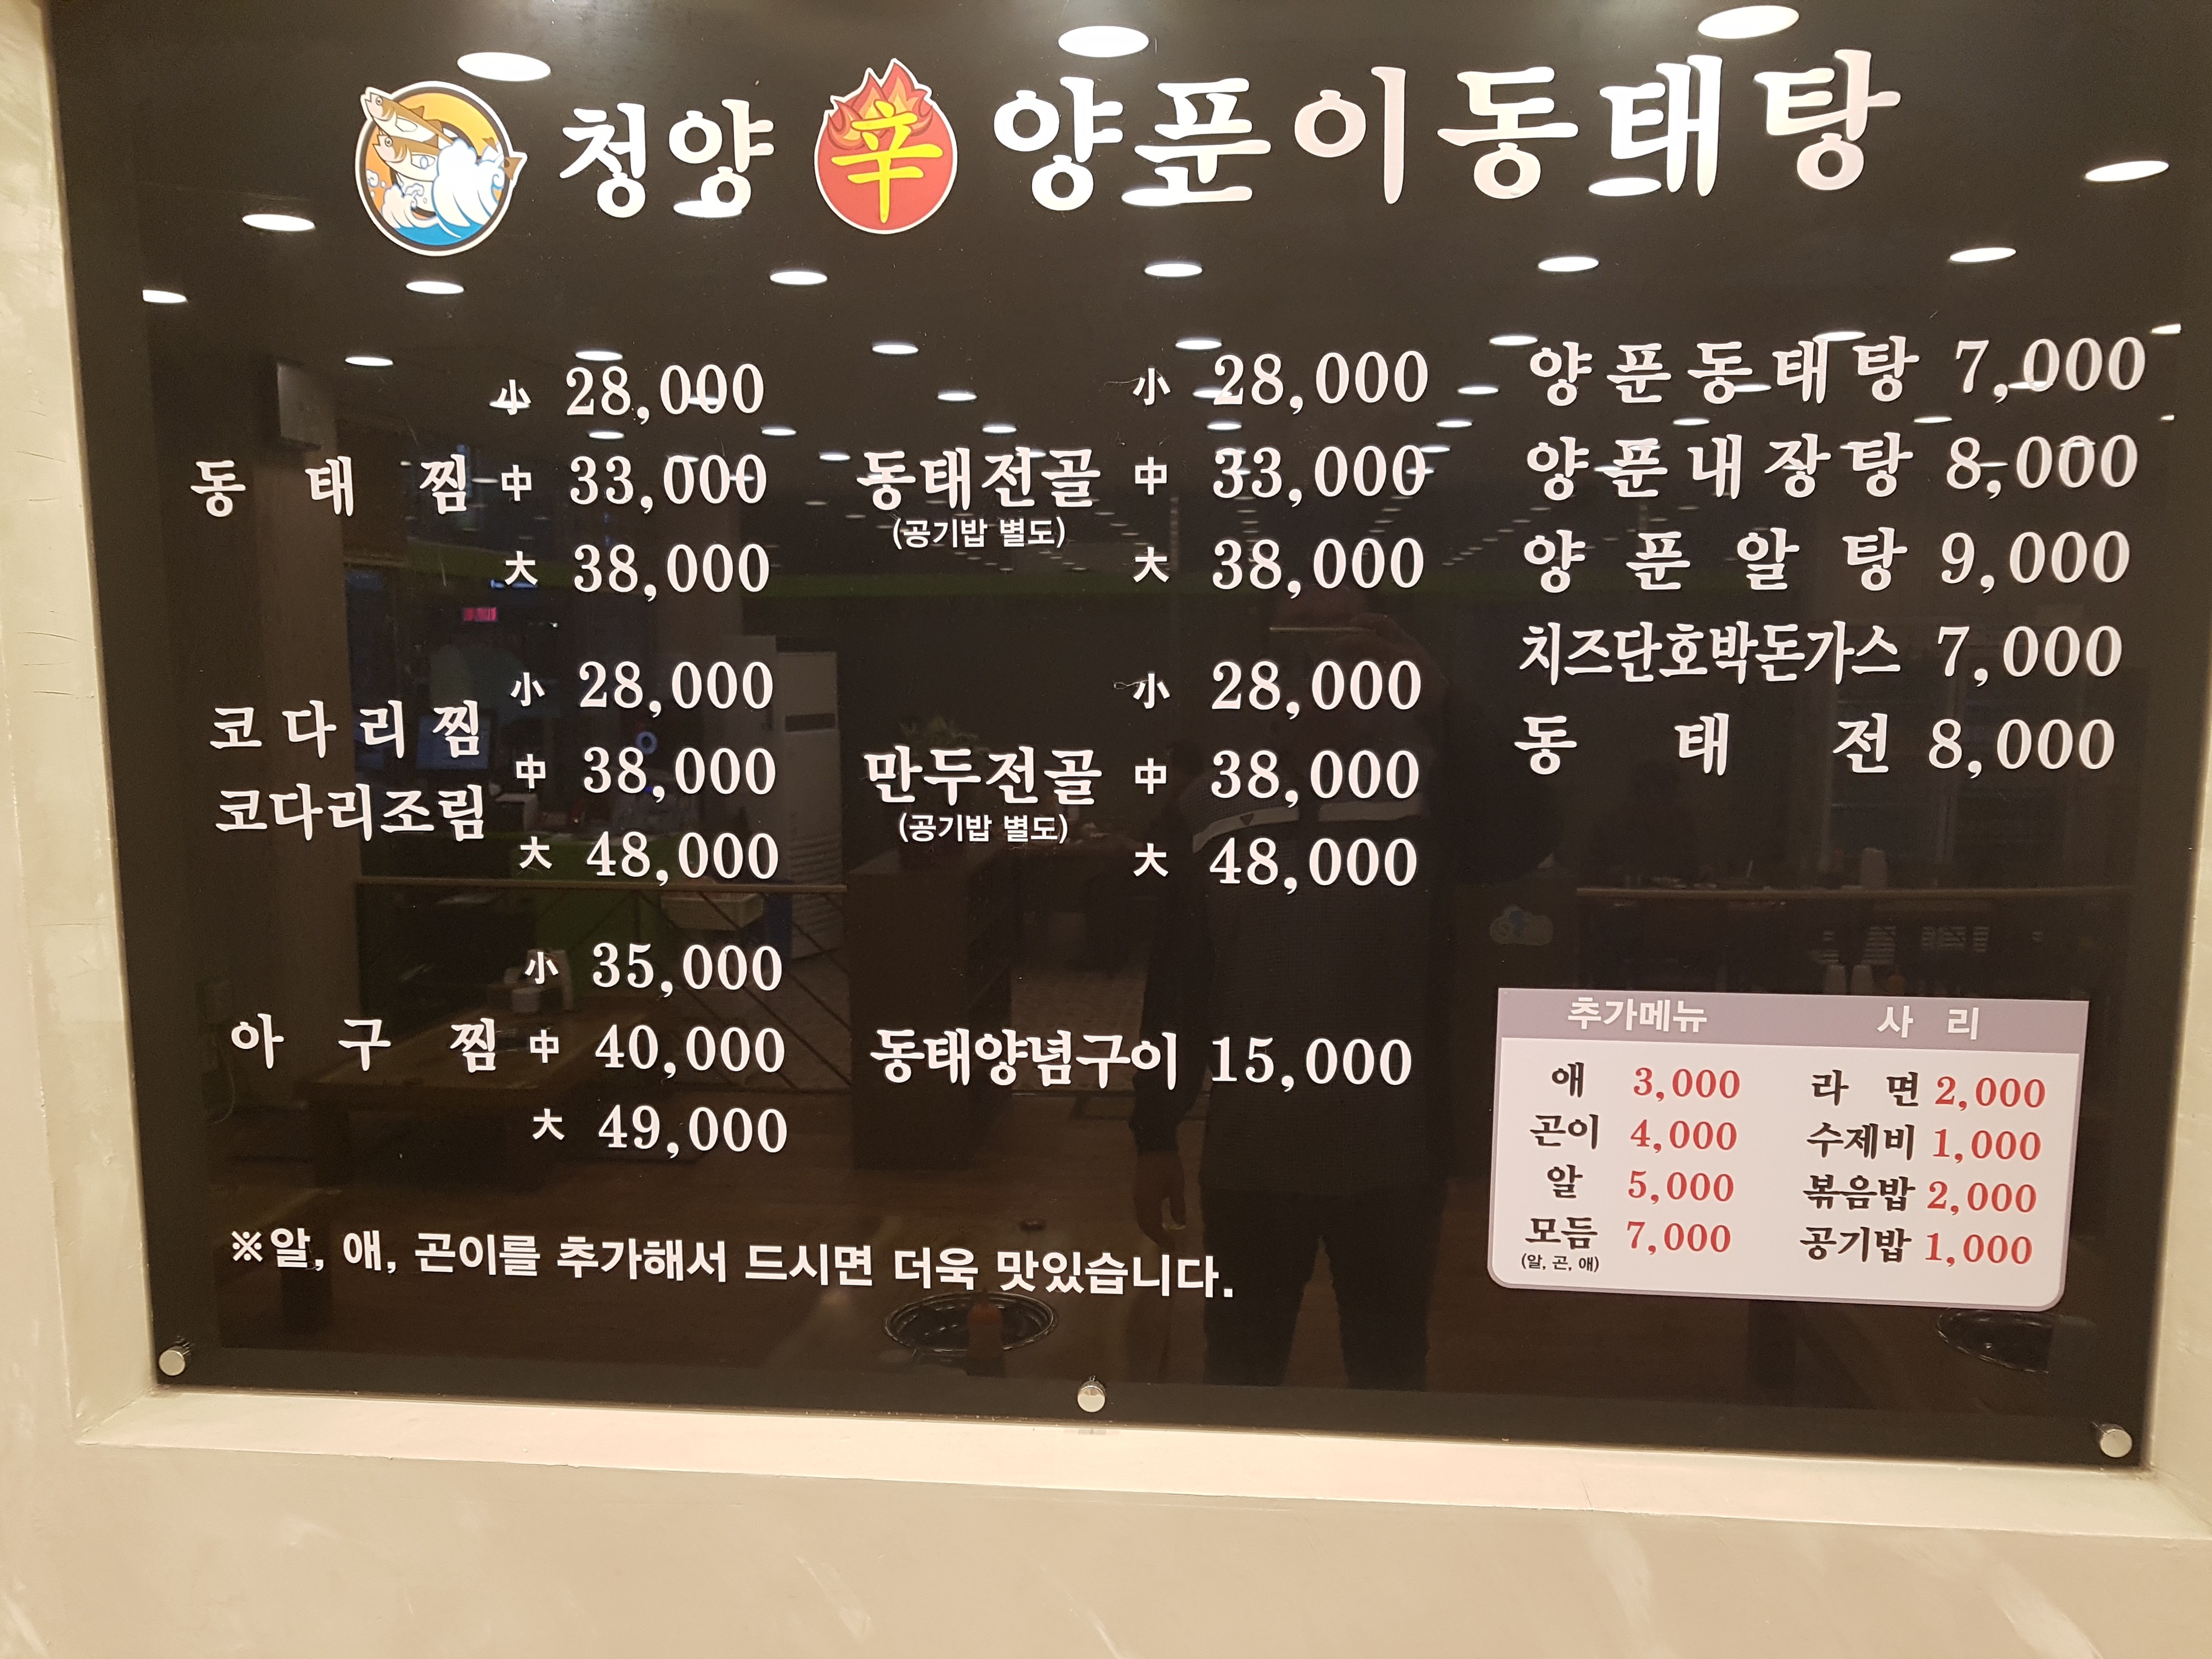 청양 辛 양푼이동태탕
小 28,000
동태찜 中 33,000
大 38,000
小 28,000
코다리찜
中 38,000
코다리조림
大 48,000
小 35,000
아구찜 中 40,000
大 49,000
小 28,000
동태전골 中 33,000
(공기밥 별도)
大 38,000
小 28,000
만두전골 中 38,000
(공기밥 별도)
大 48,000
동태양념구이 15,000
양푼동태탕 7,000
양푼내장탕 8,000
양푼알탕 9,000
치즈단호박돈가스 7,000
동태전 8,000
추가메뉴 사리
애 3,000 라면 2,000
곤이 4,000 수제비 1,000
알 5,000 볶음밥 2,000
모듬 7,000 공기밥 1,000
(알, 곤, 애)
※알, 애, 곤이를 추가해서 드시면 더욱 맛있습니다.